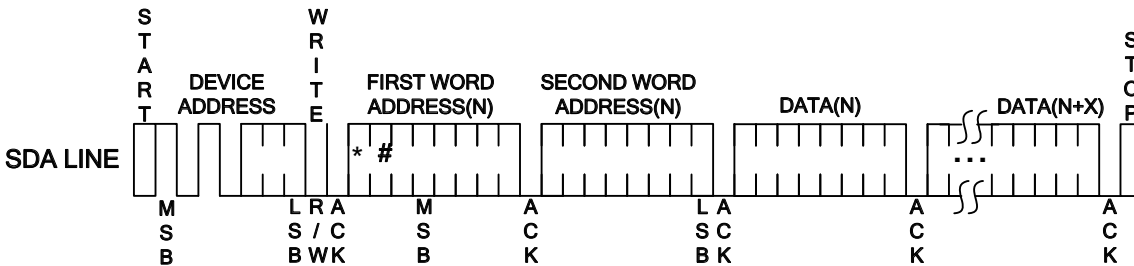 START
WRITE
STOP
DEVICE
ADDRESS
FIRST WORD
ADDRESS(N)
SECOND WORD
ADDRESS(N)
DATA(N)
DATA(N+X)
SDA LINE
* #
...
MSB
LSB
R/W
ACK
MSB
ACK
LSB
ACK
ACK
ACK